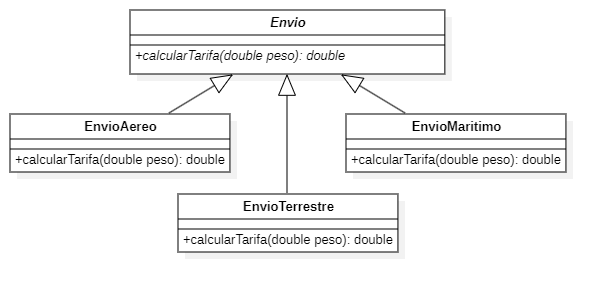 Envio
+calcularTarifa(double peso): double
EnvioAereo
+calcularTarifa(double peso): double
EnvioMaritimo
+calcularTarifa(double peso): double
EnvioTerrestre
+calcularTarifa(double peso): double